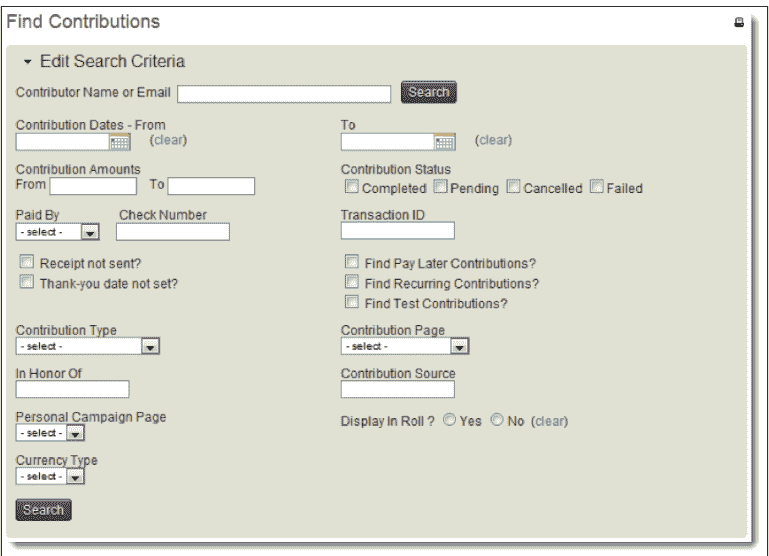 Find Contributions
Edit Search Criteria
Contributor Name or Email Search
Contribution Dates - From To
(clear) (clear)
Contribution Amounts Contribution Status
From To Completed Pending Cancelled Failed
Paid By Check Number Transaction ID
- select -
Receipt not sent? Find Pay Later Contributions?
Thank-you date not set? Find Recurring Contributions?
Find Test Contributions?
Contribution Type Contribution Page
- select - - select -
In Honor Of Contribution Source
Personal Campaign Page
- select - Display In Roll ? Yes No (clear)
Currency Type
- select -
Search